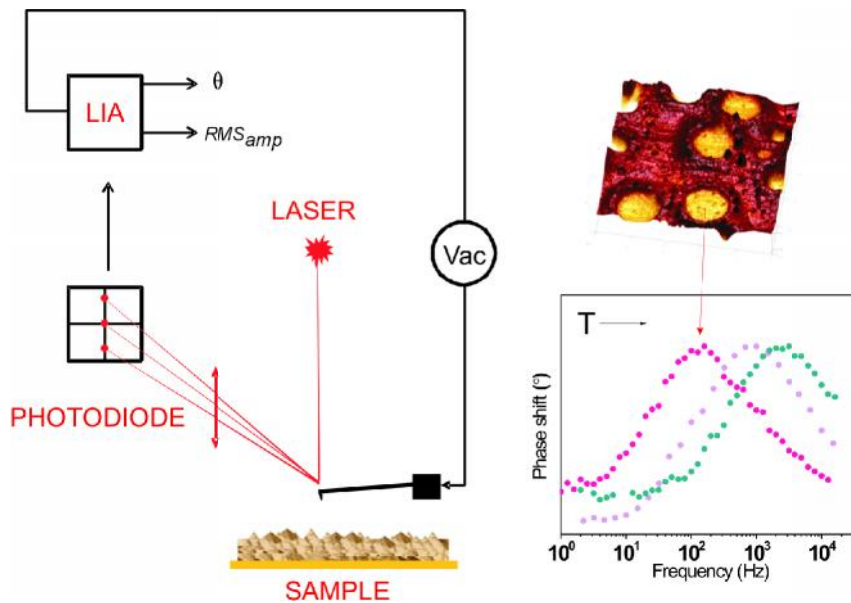 θ
LIA
RMSamp
LASER
Vac
PHOTODIODE
SAMPLE
T
Phase shift (°)
10⁰ 10¹ 10² 10³ 10⁴
Frequency (Hz)